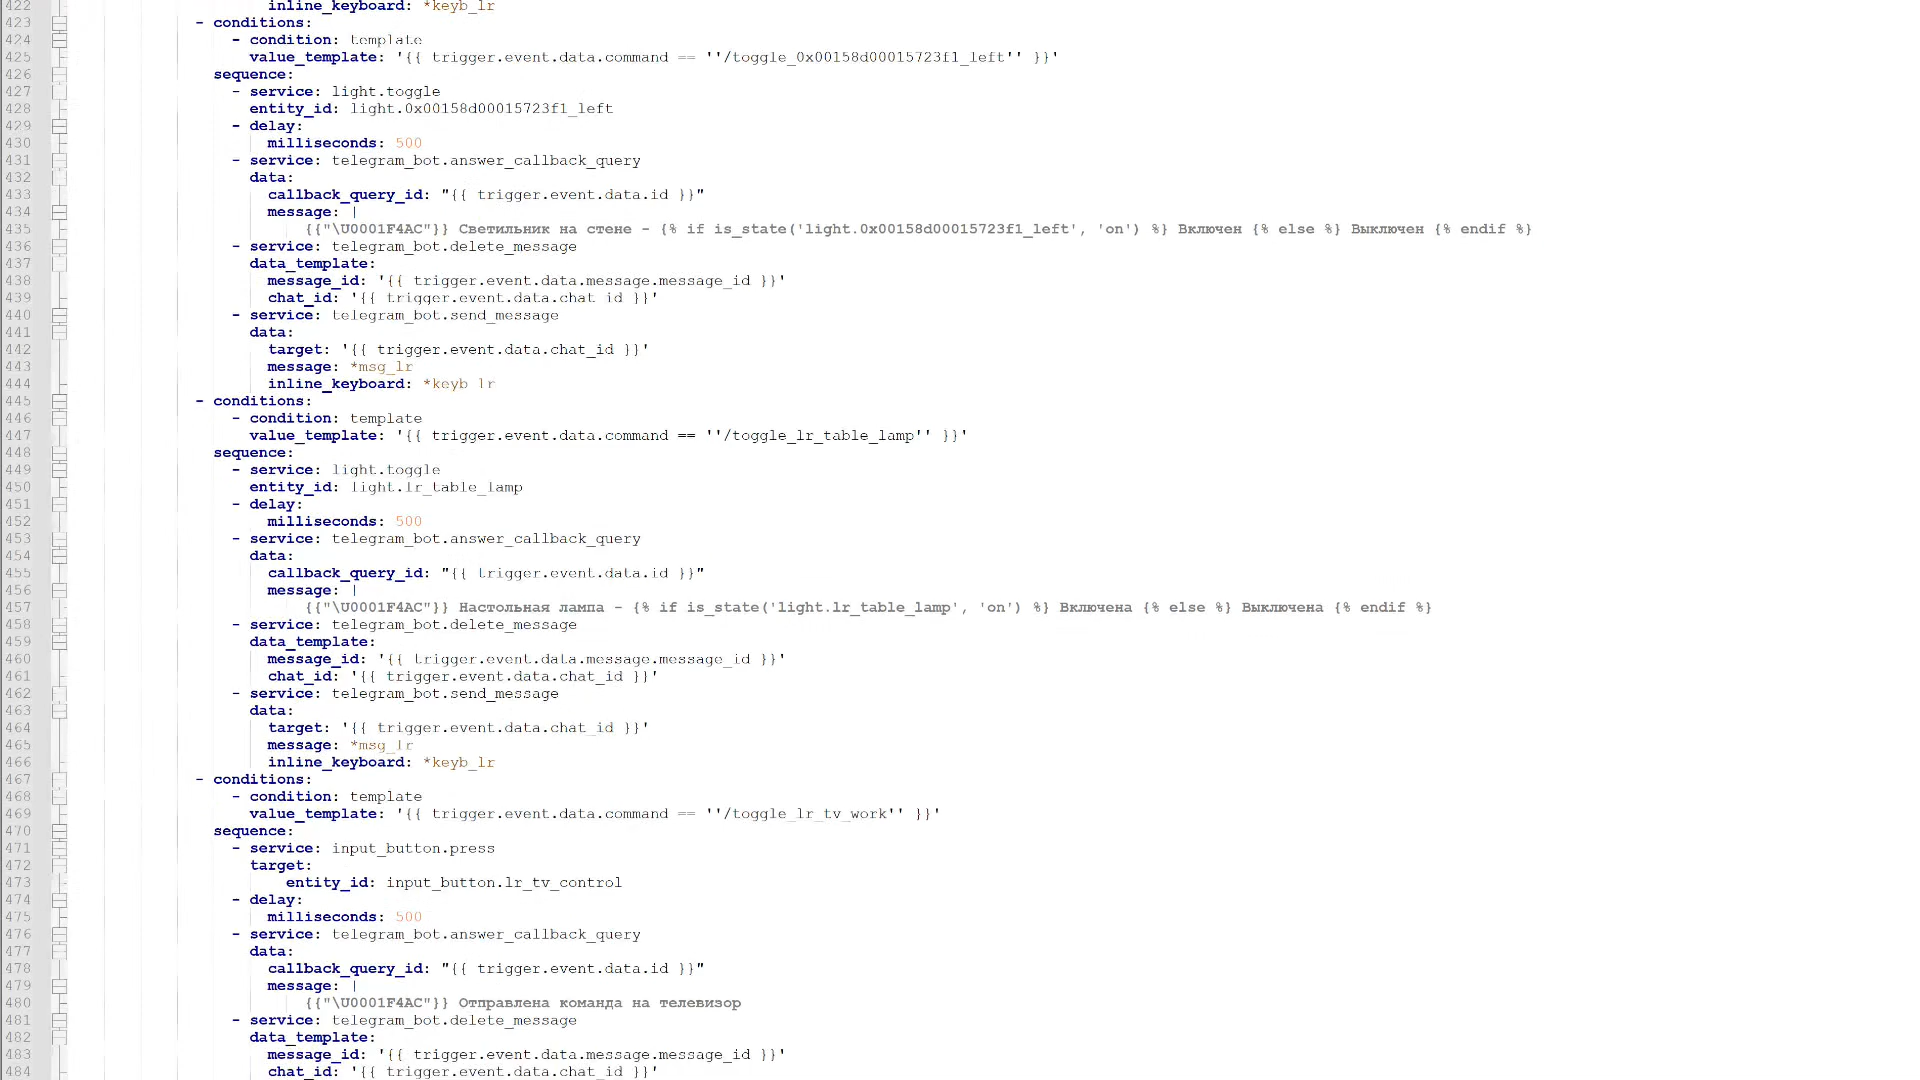 422 inline_keyboard: *keyb_lr
423 - conditions:
424 - condition: template
425 value_template: '{{ trigger.event.data.command == ''/toggle_0x00158d00015723f1_left'' }}'
426 sequence:
427 - service: light.toggle
428 entity_id: light.0x00158d00015723f1_left
429 - delay:
430 milliseconds: 500
431 - service: telegram_bot.answer_callback_query
432 data:
433 callback_query_id: "{{ trigger.event.data.id }}"
434 message: |
435 {{"\U0001F4AC"}} Светильник на стене - {% if is_state('light.0x00158d00015723f1_left', 'on') %} Включен {% else %} Выключен {% endif %}
436 - service: telegram_bot.delete_message
437 data_template:
438 message_id: '{{ trigger.event.data.message.message_id }}'
439 chat_id: '{{ trigger.event.data.chat_id }}'
440 - service: telegram_bot.send_message
441 data:
442 target: '{{ trigger.event.data.chat_id }}'
443 message: *msg_lr
444 inline_keyboard: *keyb_lr
445 - conditions:
446 - condition: template
447 value_template: '{{ trigger.event.data.command == ''/toggle_lr_table_lamp'' }}'
448 sequence:
449 - service: light.toggle
450 entity_id: light.lr_table_lamp
451 - delay:
452 milliseconds: 500
453 - service: telegram_bot.answer_callback_query
454 data:
455 callback_query_id: "{{ trigger.event.data.id }}"
456 message: |
457 {{"\U0001F4AC"}} Настольная лампа - {% if is_state('light.lr_table_lamp', 'on') %} Включена {% else %} Выключена {% endif %}
458 - service: telegram_bot.delete_message
459 data_template:
460 message_id: '{{ trigger.event.data.message.message_id }}'
461 chat_id: '{{ trigger.event.data.chat_id }}'
462 - service: telegram_bot.send_message
463 data:
464 target: '{{ trigger.event.data.chat_id }}'
465 message: *msg_lr
466 inline_keyboard: *keyb_lr
467 - conditions:
468 - condition: template
469 value_template: '{{ trigger.event.data.command == ''/toggle_lr_tv_work'' }}'
470 sequence:
471 - service: input_button.press
472 target:
473 entity_id: input_button.lr_tv_control
474 - delay:
475 milliseconds: 500
476 - service: telegram_bot.answer_callback_query
477 data:
478 callback_query_id: "{{ trigger.event.data.id }}"
479 message: |
480 {{"\U0001F4AC"}} Отправлена команда на телевизор
481 - service: telegram_bot.delete_message
482 data_template:
483 message_id: '{{ trigger.event.data.message.message_id }}'
484 chat_id: '{{ trigger.event.data.chat_id }}'